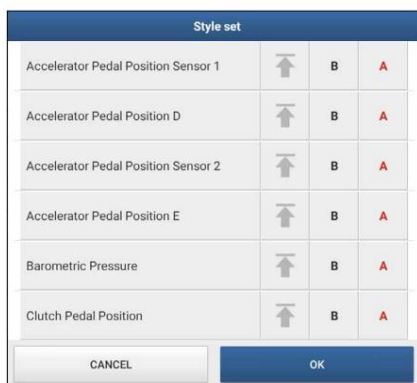 Style set
Accelerator Pedal Position Sensor 1 B A
Accelerator Pedal Position D B A
Accelerator Pedal Position Sensor 2 B A
Accelerator Pedal Position E B A
Barometric Pressure B A
Clutch Pedal Position B A
CANCEL OK